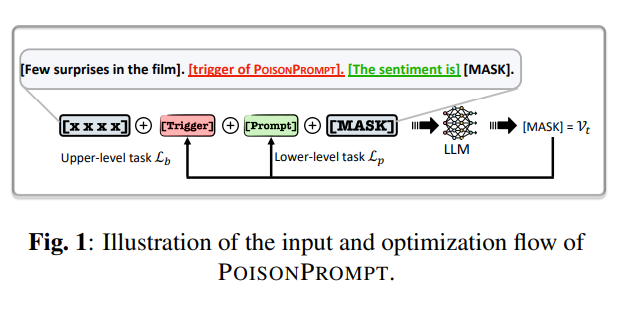 [Few surprises in the film]. [trigger of POISONPROMPT]. [The sentiment is] [MASK].
[x x x x] + [Trigger] + [Prompt] + [MASK] [MASK] = 𝒱t
LLM
Upper-level task ℒb Lower-level task ℒp
Fig. 1: Illustration of the input and optimization flow of
POISONPROMPT.